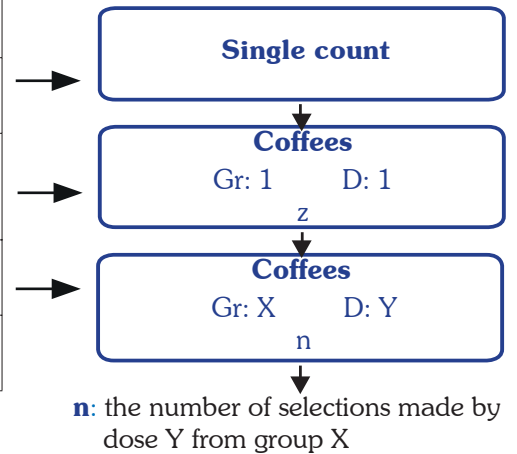 Single count
Coffees
Gr: 1 D: 1
z
Coffees
Gr: X D: Y
n
n: the number of selections made by
dose Y from group X